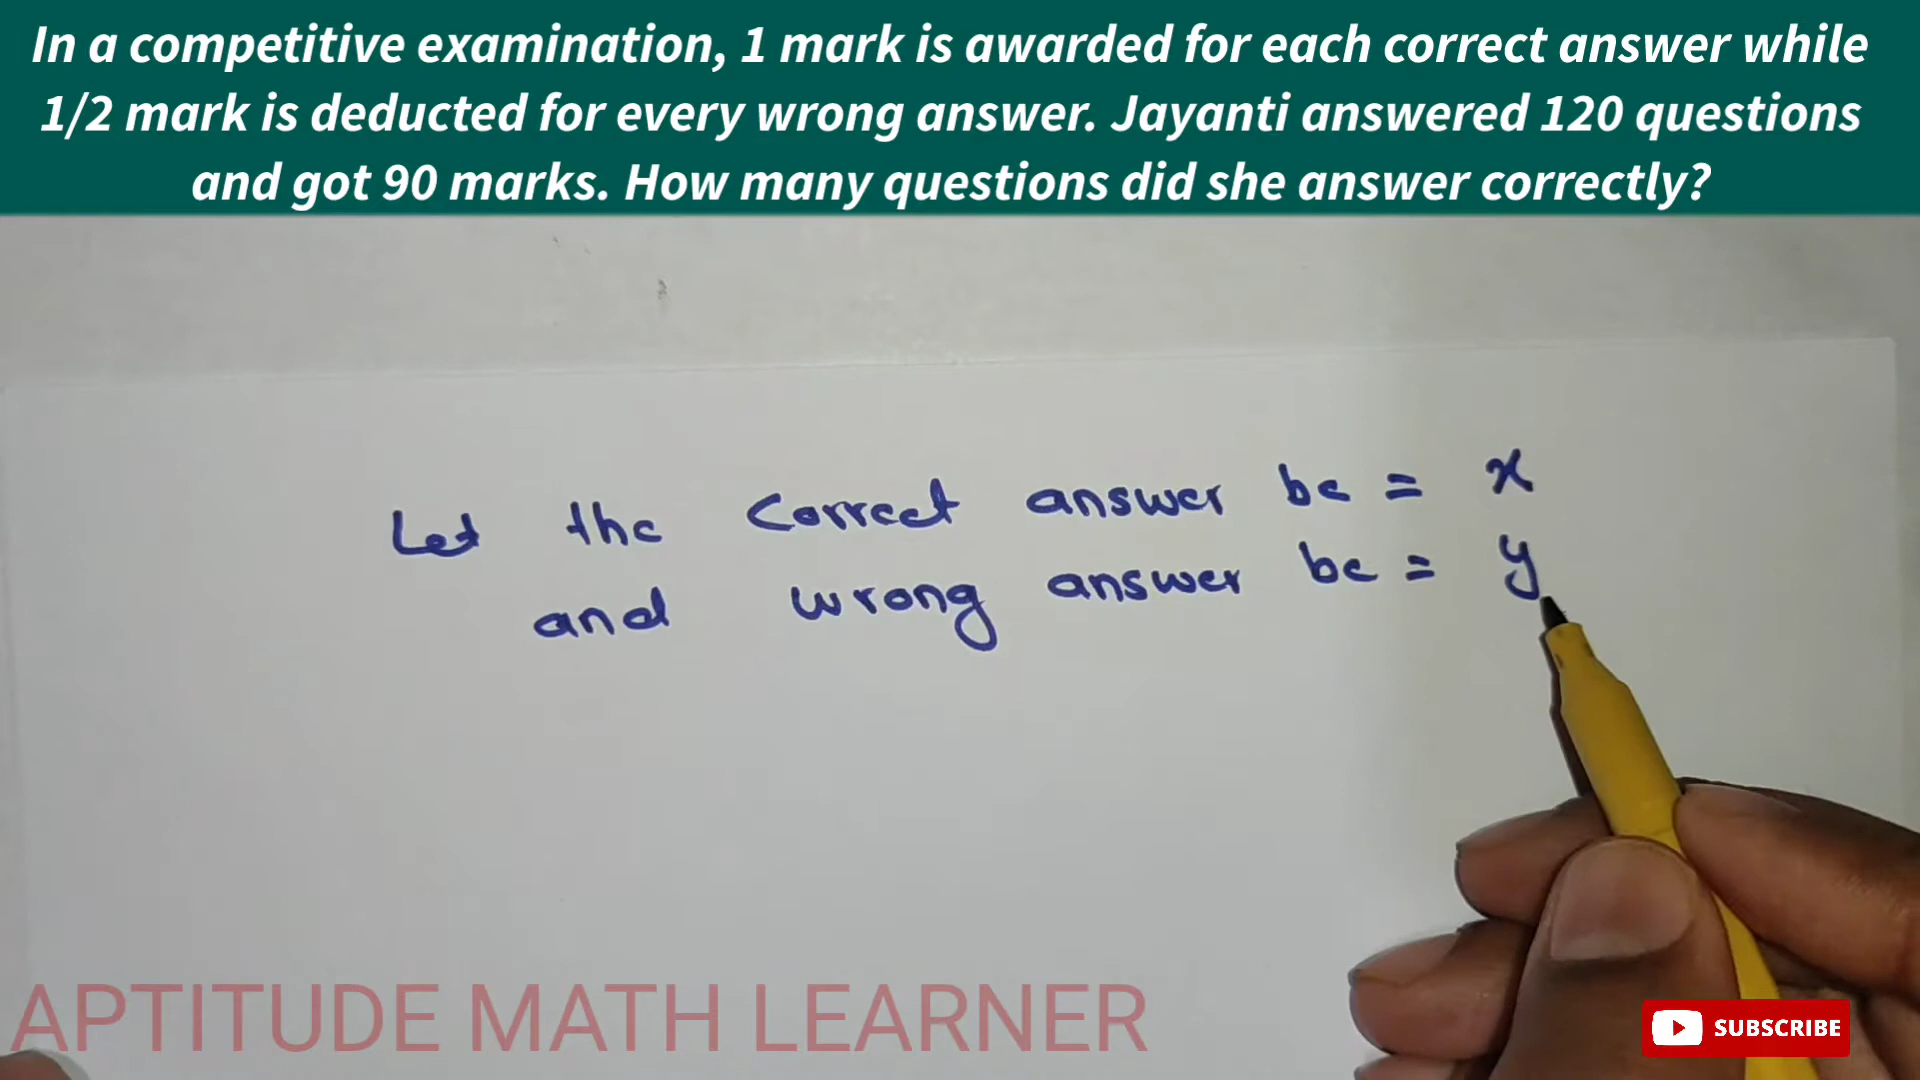 In a competitive examination, 1 mark is awarded for each correct answer while
1/2 mark is deducted for every wrong answer. Jayanti answered 120 questions
and got 90 marks. How many questions did she answer correctly?
Let the correct answer be = x
and wrong answer be = y
APTITUDE MATH LEARNER
SUBSCRIBE